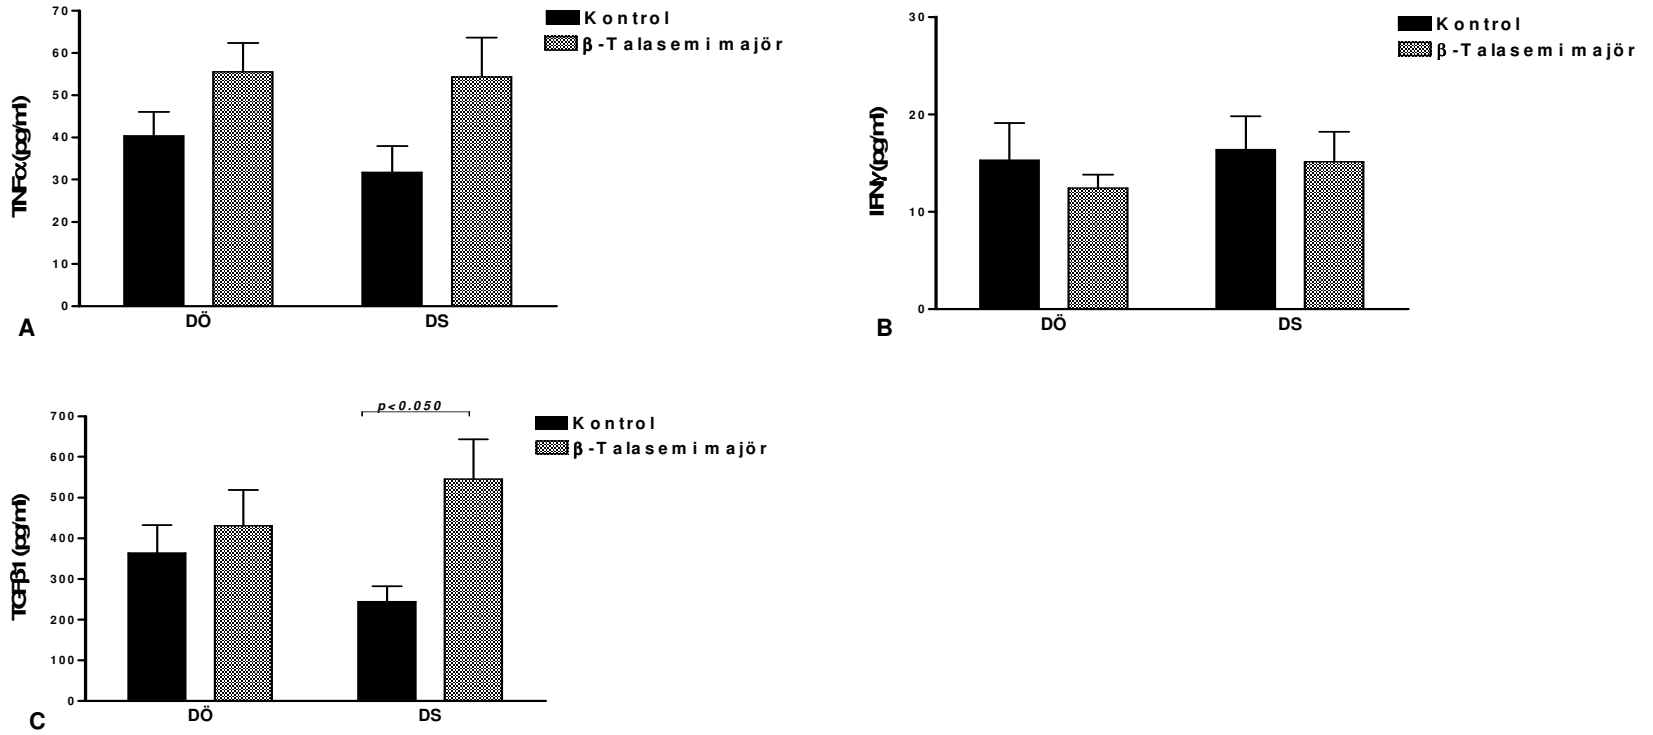 70
60
50
40
30
20
10
0
TNFα (pg/ml)
Kontrol
β-Talasemi majör
DÖ
DS
A
30
20
10
0
IFNγ (pg/ml)
Kontrol
β-Talasemi majör
DÖ
DS
B
700
600
500
400
300
200
100
0
TGFβ1 (pg/ml)
p<0.050
Kontrol
β-Talasemi majör
DÖ
DS
C